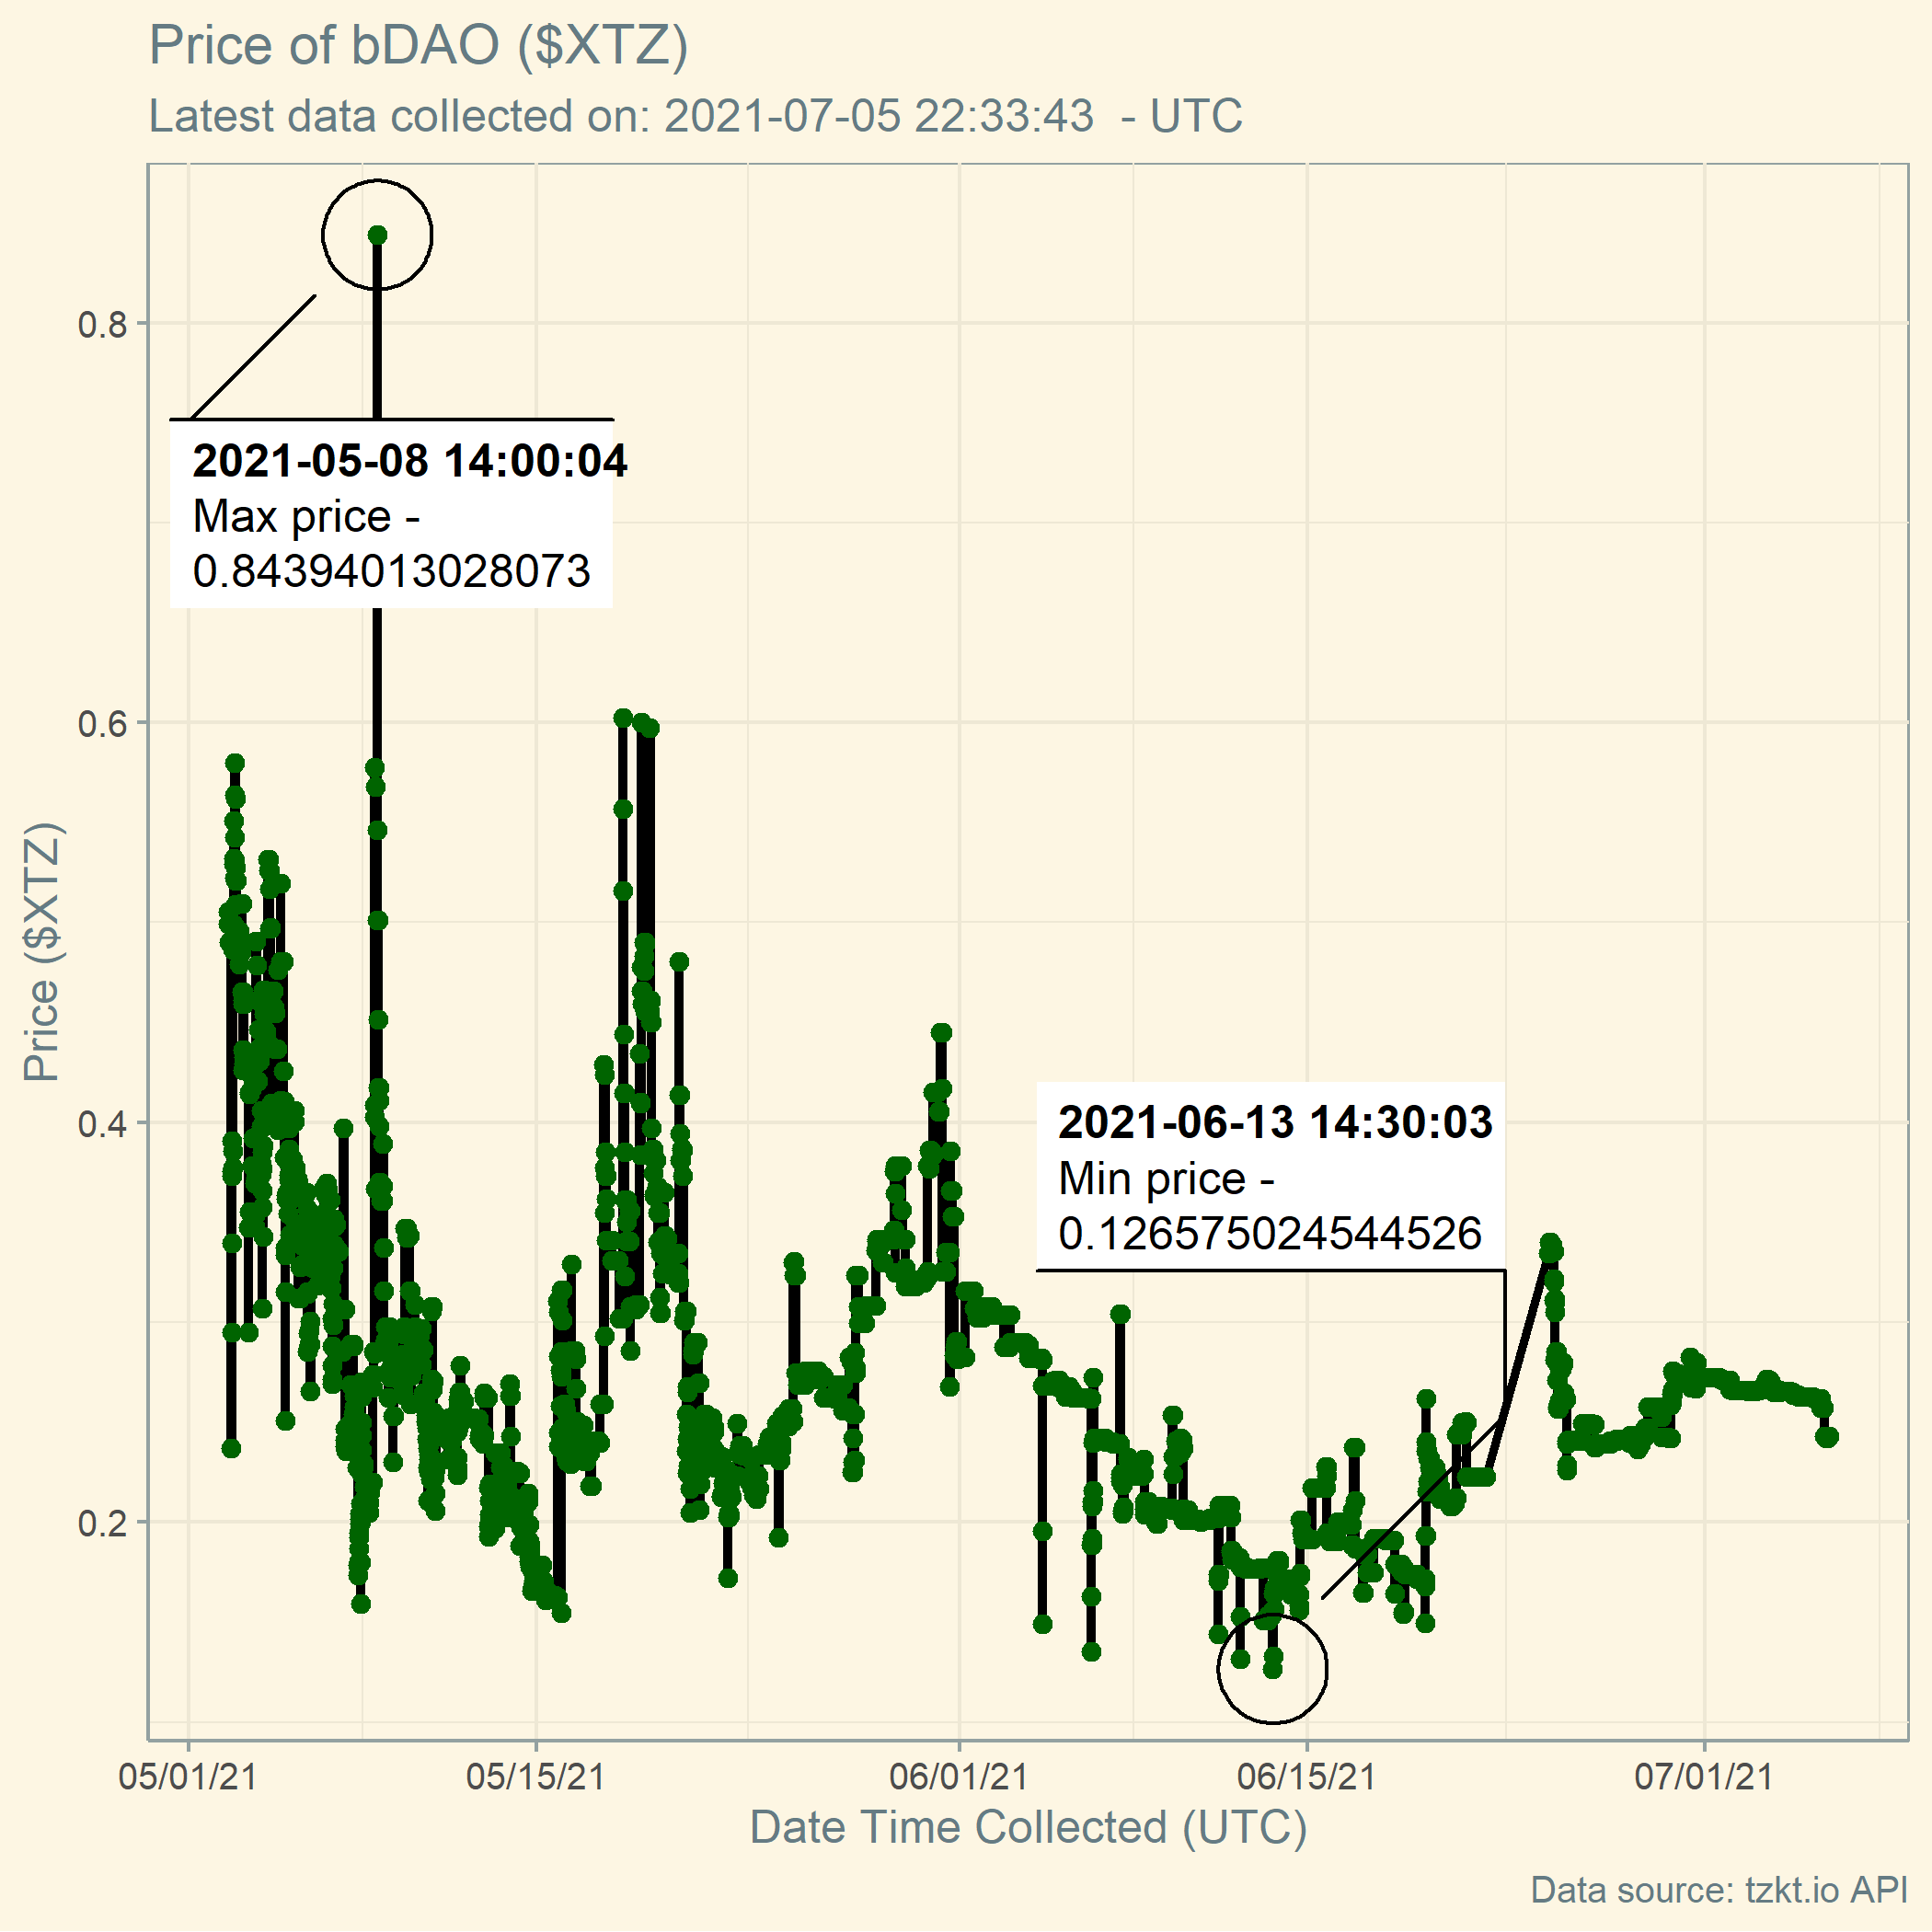 Price of bDAO ($XTZ)
Latest data collected on: 2021-07-05 22:33:43  - UTC
0.8
0.6
0.4
0.2
Price ($XTZ)
2021-05-08 14:00:04
Max price -
0.84394013028073
2021-06-13 14:30:03
Min price -
0.126575024544526
05/01/21
05/15/21
06/01/21
06/15/21
07/01/21
Date Time Collected (UTC)
Data source: tzkt.io API